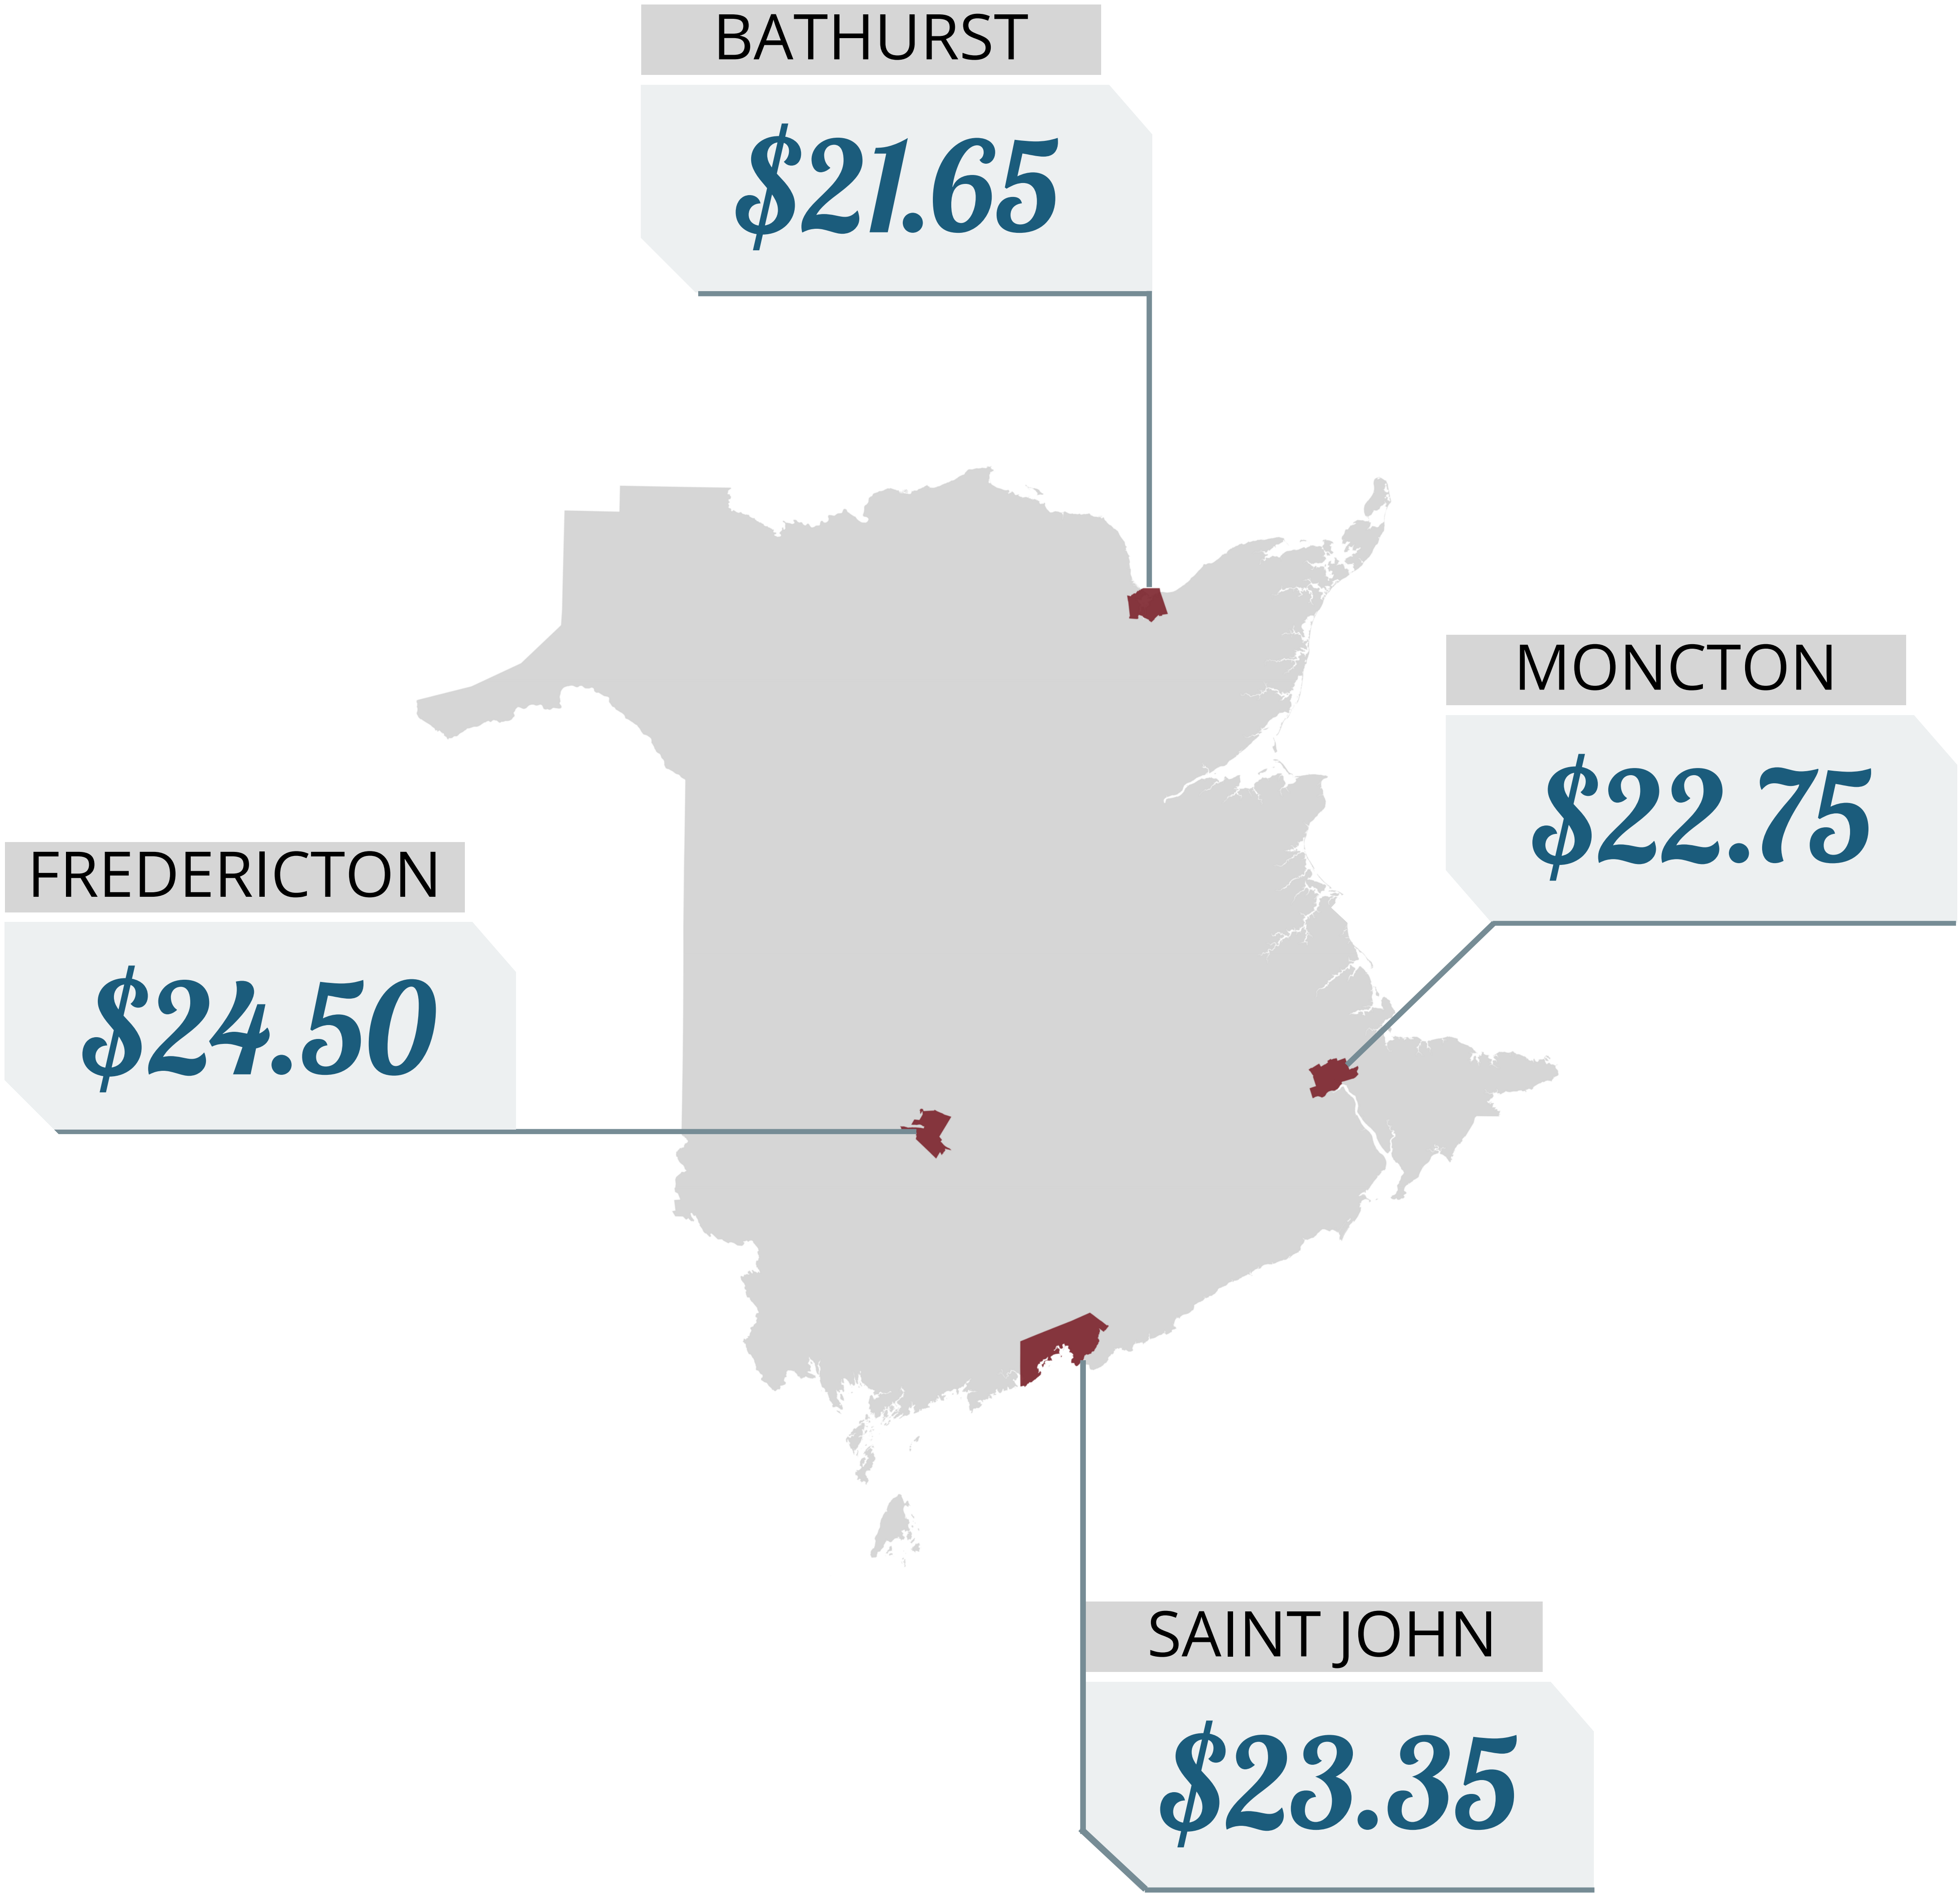 BATHURST
$21.65
MONCTON
$22.75
FREDERICTON
$24.50
SAINT JOHN
$23.35